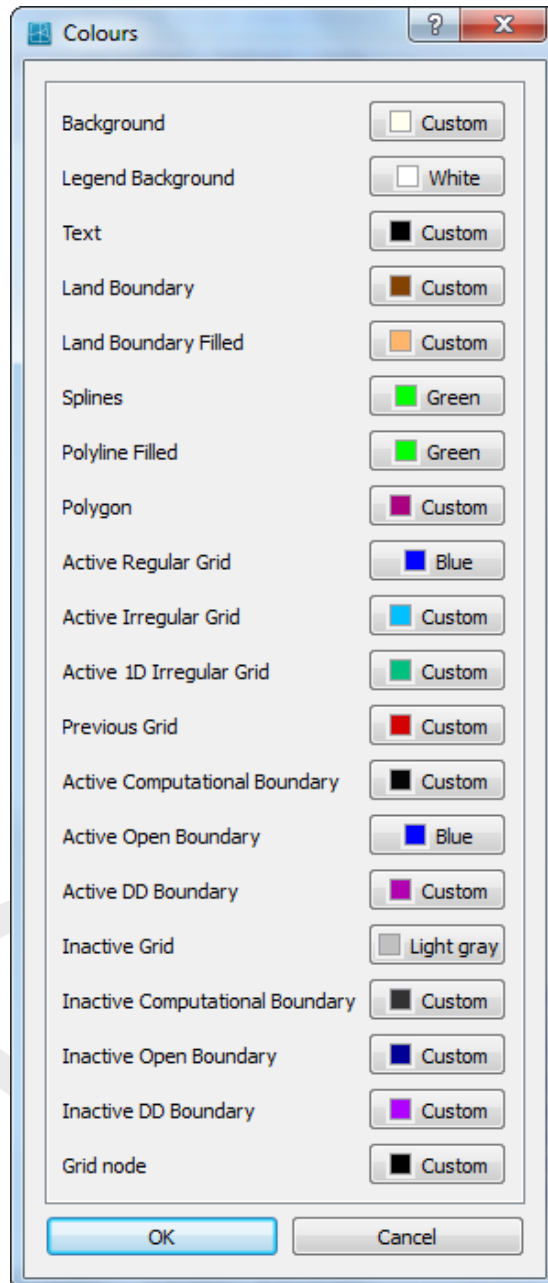 Colours
?
X
Background Custom
Legend Background White
Text Custom
Land Boundary Custom
Land Boundary Filled Custom
Splines Green
Polyline Filled Green
Polygon Custom
Active Regular Grid Blue
Active Irregular Grid Custom
Active 1D Irregular Grid Custom
Previous Grid Custom
Active Computational Boundary Custom
Active Open Boundary Blue
Active DD Boundary Custom
Inactive Grid Light gray
Inactive Computational Boundary Custom
Inactive Open Boundary Custom
Inactive DD Boundary Custom
Grid node Custom
OK Cancel